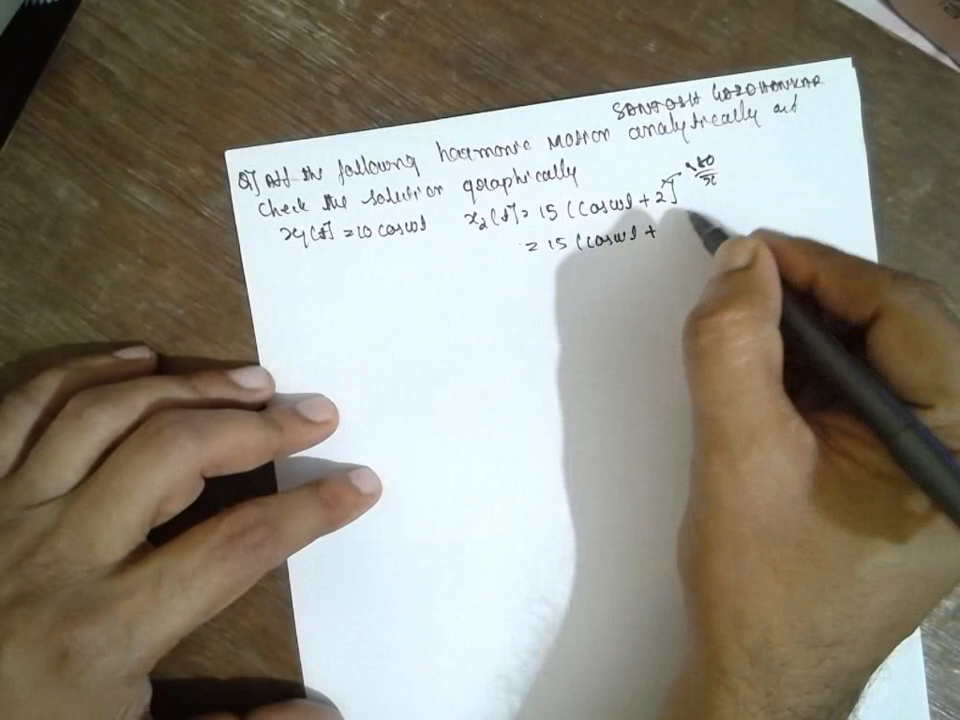 SANTOSH
Q] Add the following harmonic Motion analytically and
check the solution graphically
x₁(t) = 10 cosωt x₂(t) = 15 (cosωt + 2) × 180/π
= 15 (cosωt +